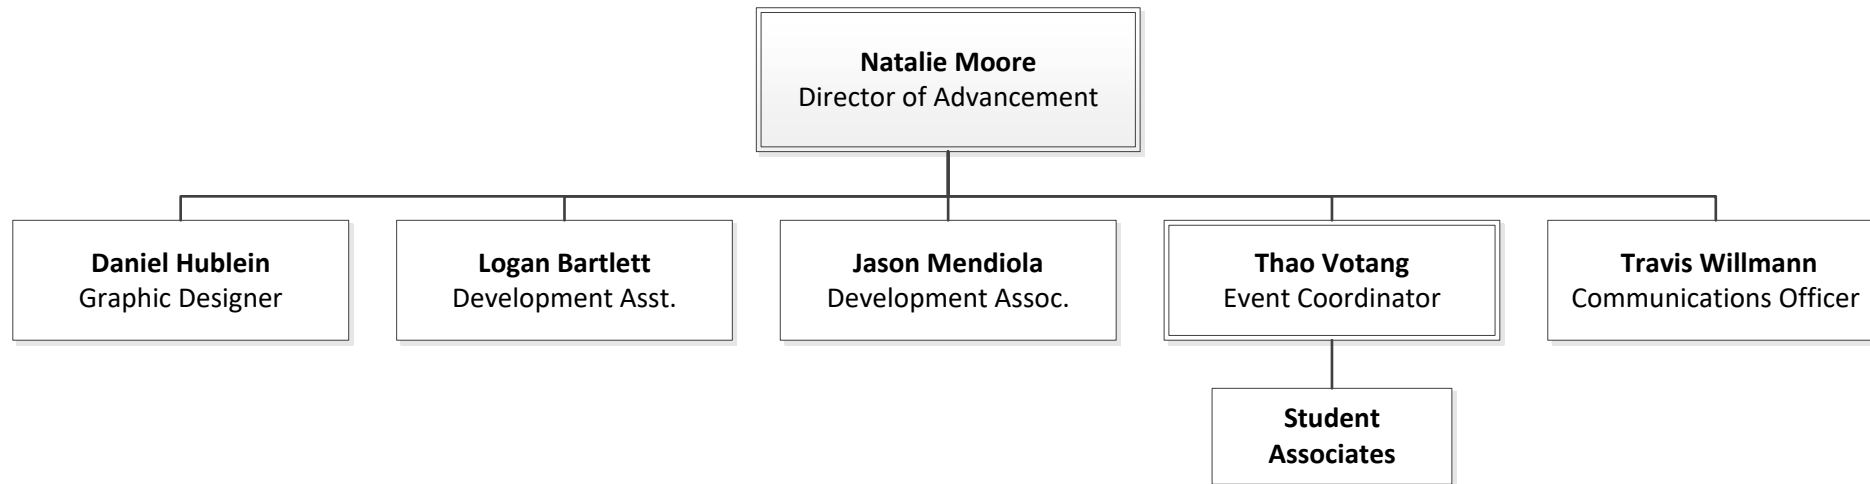 Natalie Moore
Director of Advancement
Daniel Hublein
Graphic Designer
Logan Bartlett
Development Asst.
Jason Mendiola
Development Assoc.
Thao Votang
Event Coordinator
Travis Willmann
Communications Officer
Student
Associates